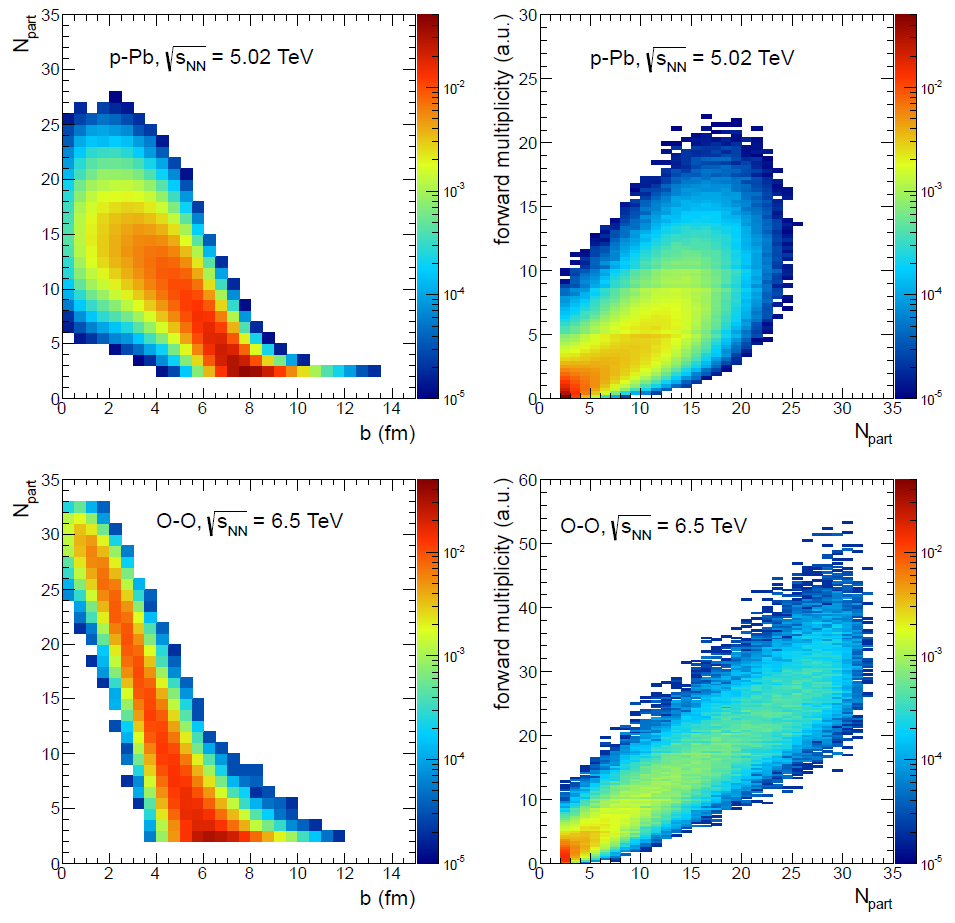 N_part
p-Pb, √s_NN = 5.02 TeV
35
30
25
20
15
10
5
0
0 2 4 6 8 10 12 14
b (fm)
10^-2
10^-3
10^-4
10^-5
forward multiplicity (a.u.)
p-Pb, √s_NN = 5.02 TeV
30
25
20
15
10
5
0
0 5 10 15 20 25 30 35
N_part
10^-2
10^-3
10^-4
10^-5
N_part
O-O, √s_NN = 6.5 TeV
35
30
25
20
15
10
5
0
0 2 4 6 8 10 12 14
b (fm)
10^-2
10^-3
10^-4
10^-5
forward multiplicity (a.u.)
O-O, √s_NN = 6.5 TeV
60
50
40
30
20
10
0
0 5 10 15 20 25 30 35
N_part
10^-2
10^-3
10^-4
10^-5